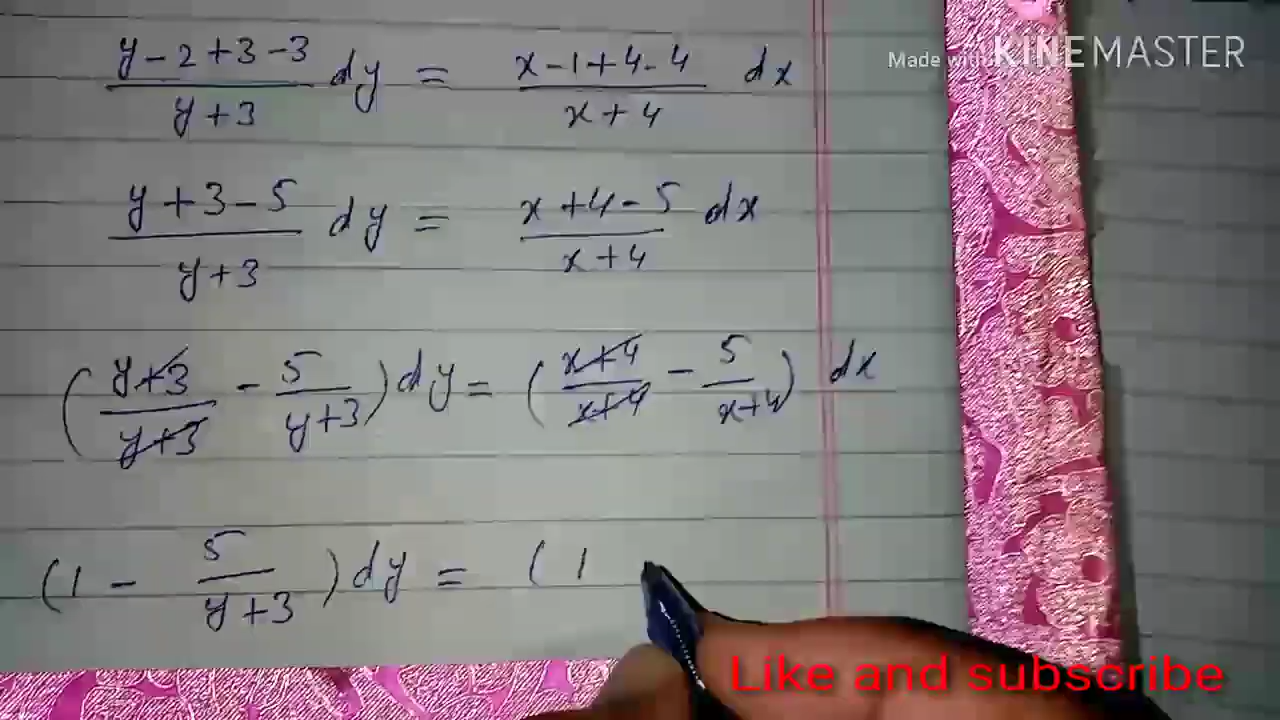 Made with KINEMASTER
(y-2+3-3)/(y+3) dy = (x-1+4-4)/(x+4) dx
(y+3-5)/(y+3) dy = (x+4-5)/(x+4) dx
((y+3)/(y+3) - 5/(y+3)) dy = ((x+4)/(x+4) - 5/(x+4)) dx
(1 - 5/(y+3)) dy = (1
Like and subscribe